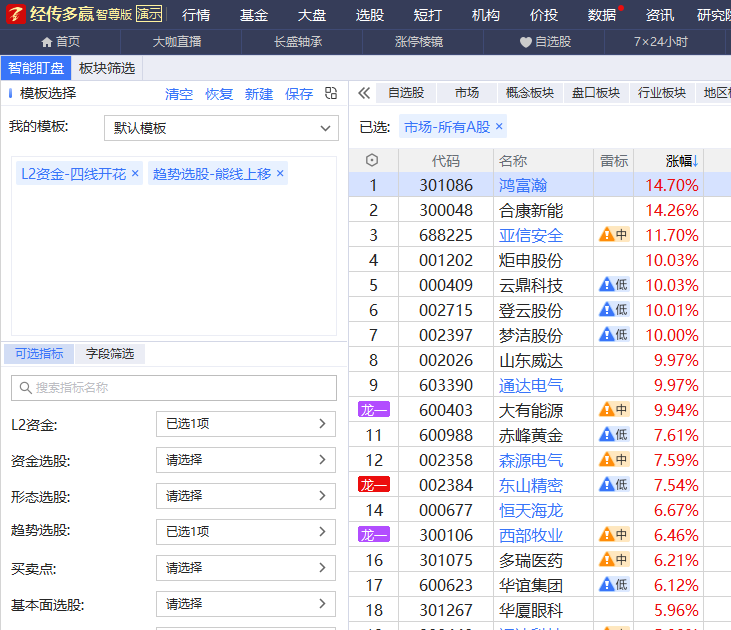 经传多赢 智尊版 演示 行情 基金 大盘 选股 短打 机构 价投 数据 资讯 研究院
首页 大咖直播 长盛轴承 涨停棱镜 自选股 7×24小时
智能盯盘 板块筛选
模板选择 清空 恢复 新建 保存
我的模板: 默认模板
L2资金-四线开花 × 趋势选股-熊线上移 ×
可选指标 字段筛选
搜索指标名称
L2资金: 已选1项
资金选股: 请选择
形态选股: 请选择
趋势选股: 已选1项
买卖点: 请选择
基本面选股: 请选择
自选股 市场 概念板块 盘口板块 行业板块 地区
已选: 市场-所有A股 ×
代码 名称 雷标 涨幅↓
1 301086 鸿富瀚 14.70%
2 300048 合康新能 14.26%
3 688225 亚信安全 中 11.70%
4 001202 炬申股份 10.03%
5 000409 云鼎科技 低 10.03%
6 002715 登云股份 低 10.01%
7 002397 梦洁股份 低 10.00%
8 002026 山东威达 9.97%
9 603390 通达电气 9.97%
龙一 600403 大有能源 中 9.94%
11 600988 赤峰黄金 低 7.61%
12 002358 森源电气 中 7.59%
龙一 002384 东山精密 低 7.54%
14 000677 恒天海龙 6.67%
龙一 300106 西部牧业 中 6.46%
16 301075 多瑞医药 中 6.21%
17 600623 华谊集团 低 6.12%
18 301267 华厦眼科 5.96%